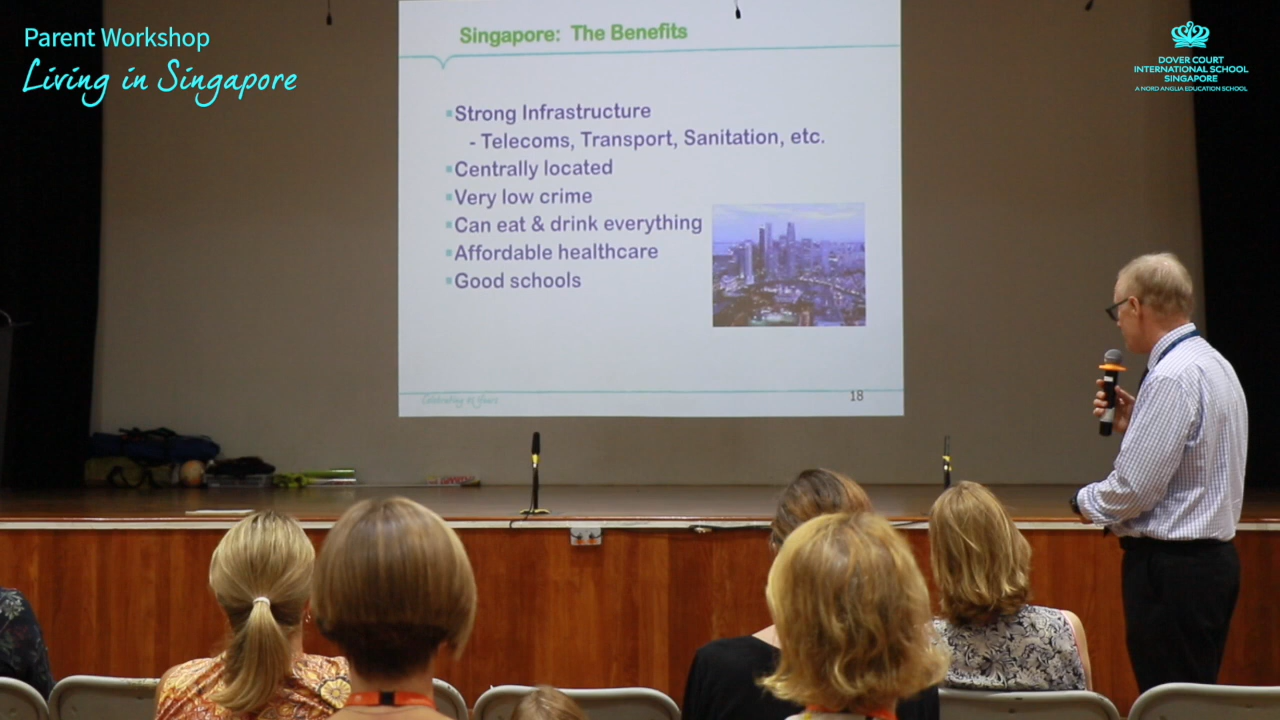 Parent Workshop
Living in Singapore
DOVER COURT
INTERNATIONAL SCHOOL
SINGAPORE
A NORD ANGLIA EDUCATION SCHOOL
Singapore: The Benefits
Strong Infrastructure
- Telecoms, Transport, Sanitation, etc.
Centrally located
Very low crime
Can eat & drink everything
Affordable healthcare
Good schools
18